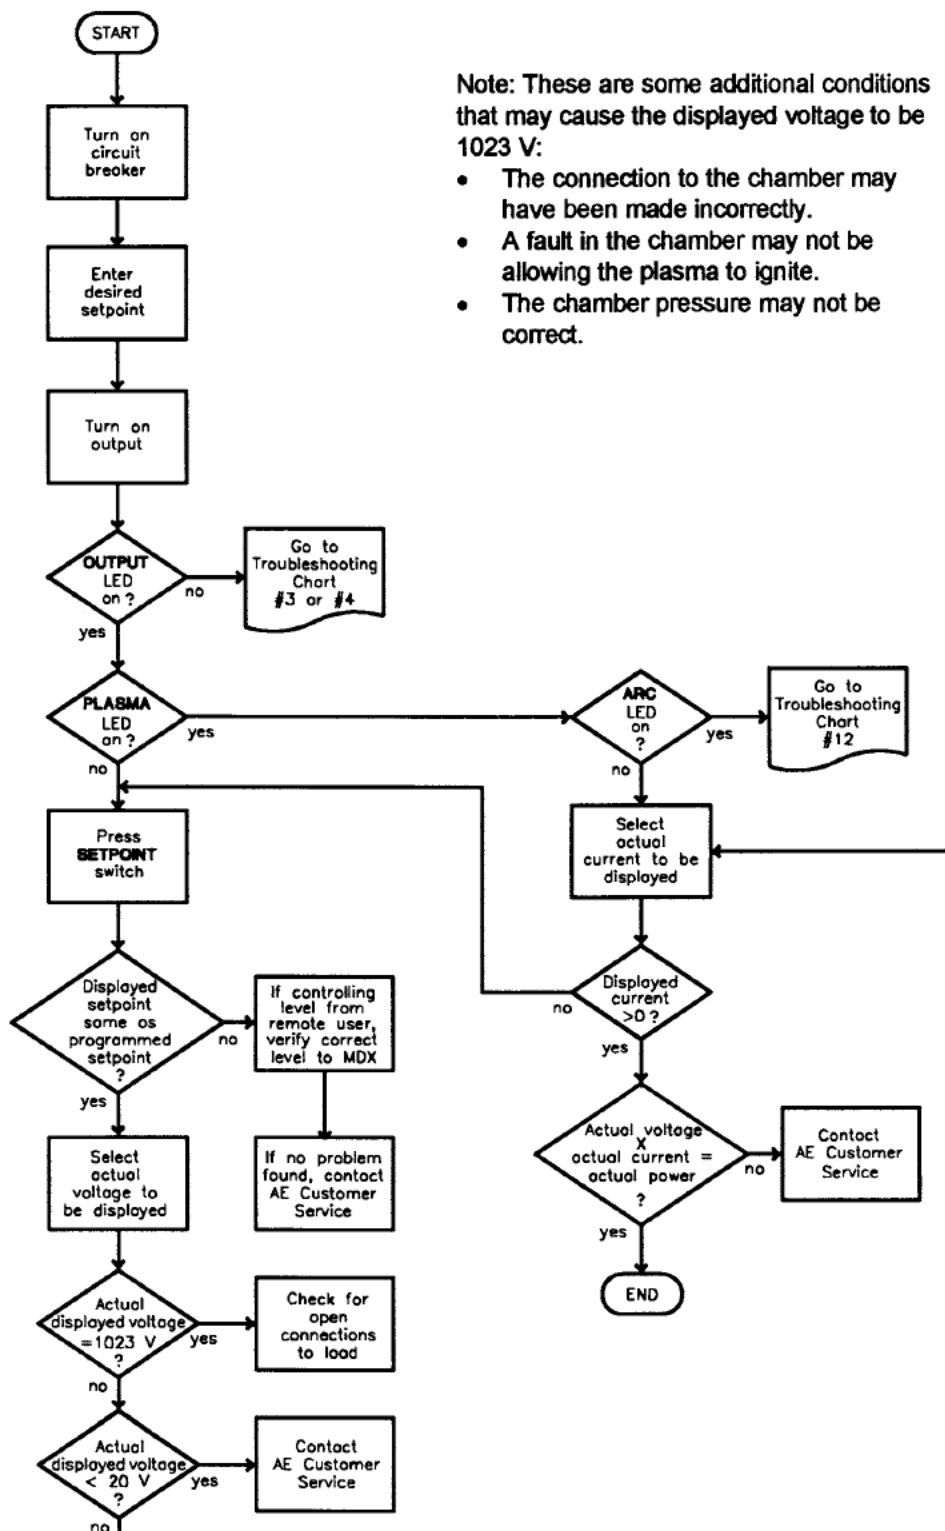 START
Note: These are some additional conditions
that may cause the displayed voltage to be
1023 V:
• The connection to the chamber may
have been made incorrectly.
• A fault in the chamber may not be
allowing the plasma to ignite.
• The chamber pressure may not be
correct.
Turn on
circuit
breaker
Enter
desired
setpoint
Turn on
output
OUTPUT
LED
on ?
no
yes
Go to
Troubleshooting
Chart
#3 or #4
PLASMA
LED
on ?
yes
no
ARC
LED
on
?
yes
no
Go to
Troubleshooting
Chart
#12
Press
SETPOINT
switch
Select
actual
current to be
displayed
Displayed
setpoint
same as
programmed
setpoint
?
no
yes
If controlling
level from
remote user,
verify correct
level to MDX
If no problem
found, contact
AE Customer
Service
Displayed
current
>0 ?
no
yes
Select
actual
voltage to
be displayed
Actual voltage
X
actual current =
actual power
?
no
yes
Contact
AE Customer
Service
END
Actual
displayed voltage
=1023 V
?
yes
no
Check for
open
connections
to load
Actual
displayed voltage
< 20 V
?
yes
no
Contact
AE Customer
Service